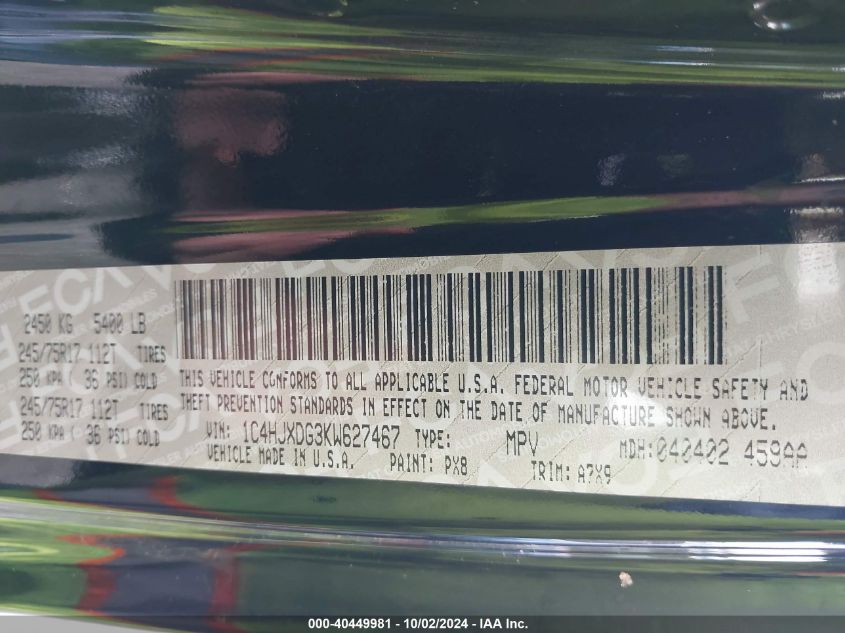 2450 KG 5400 LB
245/75R17 112T TIRES
250 KPA ( 36 PSI) COLD
245/75R17 112T TIRES
250 KPA ( 36 PSI) COLD
THIS VEHICLE CONFORMS TO ALL APPLICABLE U.S.A. FEDERAL MOTOR VEHICLE SAFETY AND
THEFT PREVENTION STANDARDS IN EFFECT ON THE DATE OF MANUFACTURE SHOWN ABOVE.
VIN: 1C4HJXDG3KW627467 TYPE: MPV MDH:040402 459AA
VEHICLE MADE IN U.S.A. PAINT: PX8 TRIM: A7X9
000-40449981 - 10/02/2024 - IAA Inc.